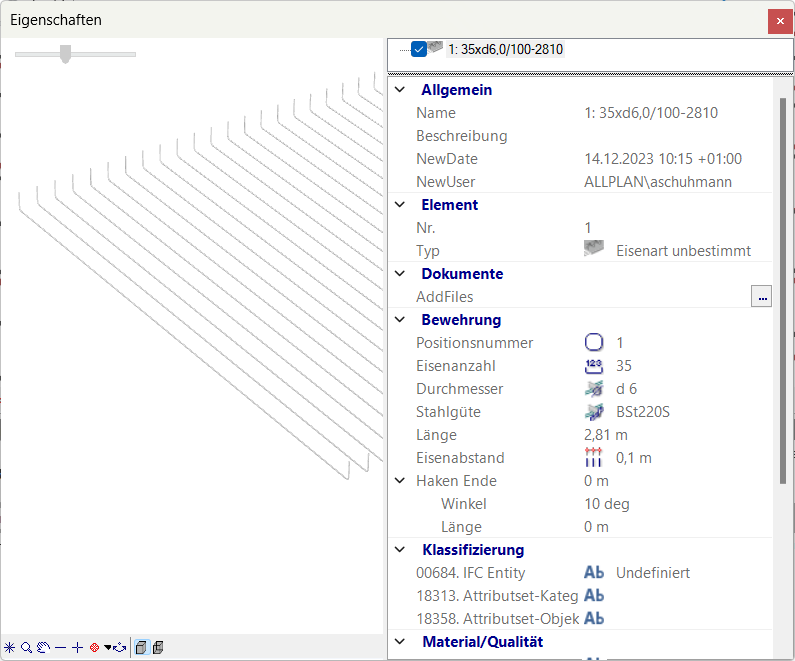 Eigenschaften
1: 35xd6,0/100-2810
Allgemein
Name 1: 35xd6,0/100-2810
Beschreibung
NewDate 14.12.2023 10:15 +01:00
NewUser ALLPLAN\aschuhmann
Element
Nr. 1
Typ Eisenart unbestimmt
Dokumente
AddFiles ...
Bewehrung
Positionsnummer 1
Eisenanzahl 123 35
Durchmesser d 6
Stahlgüte BSt220S
Länge 2,81 m
Eisenabstand 0,1 m
Haken Ende 0 m
Winkel 10 deg
Länge 0 m
Klassifizierung
00684. IFC Entity Ab Undefiniert
18313. Attributset-Kateg Ab
18358. Attributset-Objek Ab
Material/Qualität